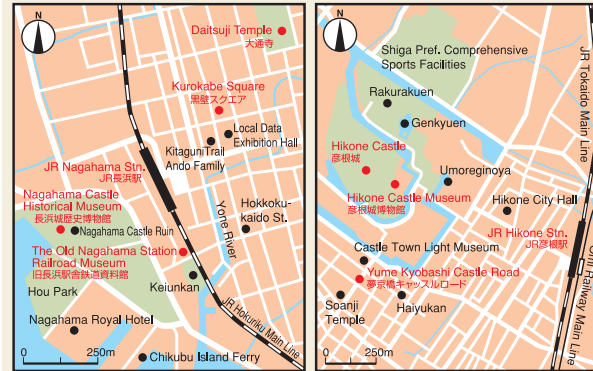 N
Daitsuji Temple
大通寺
Kurokabe Square
黒壁スクエア
Local Data
Exhibition Hall
KitaguniTrail
Ando Family
JR Nagahama Stn.
JR長浜駅
Nagahama Castle
Historical Museum
長浜城歴史博物館
Nagahama Castle Ruin
Hokkoku-
kaido St.
Yone River
The Old Nagahama Station
Railroad Museum
旧長浜駅舎鉄道資料館
Keiunkan
Hou Park
JR Hokuriku Main Line
Nagahama Royal Hotel
Chikubu Island Ferry
0 250m
N
Shiga Pref. Comprehensive
Sports Facilities
JR Tokaido Main Line
Rakurakuen
Genkyuen
Hikone Castle
彦根城
Hikone Castle Museum
彦根城博物館
Umoreginoya
Hikone City Hall
JR Hikone Stn.
JR彦根駅
Castle Town Light Museum
Yume Kyobashi Castle Road
夢京橋キャッスルロード
Soanji
Temple
Haiyukan
Railway Main Line
0 250m